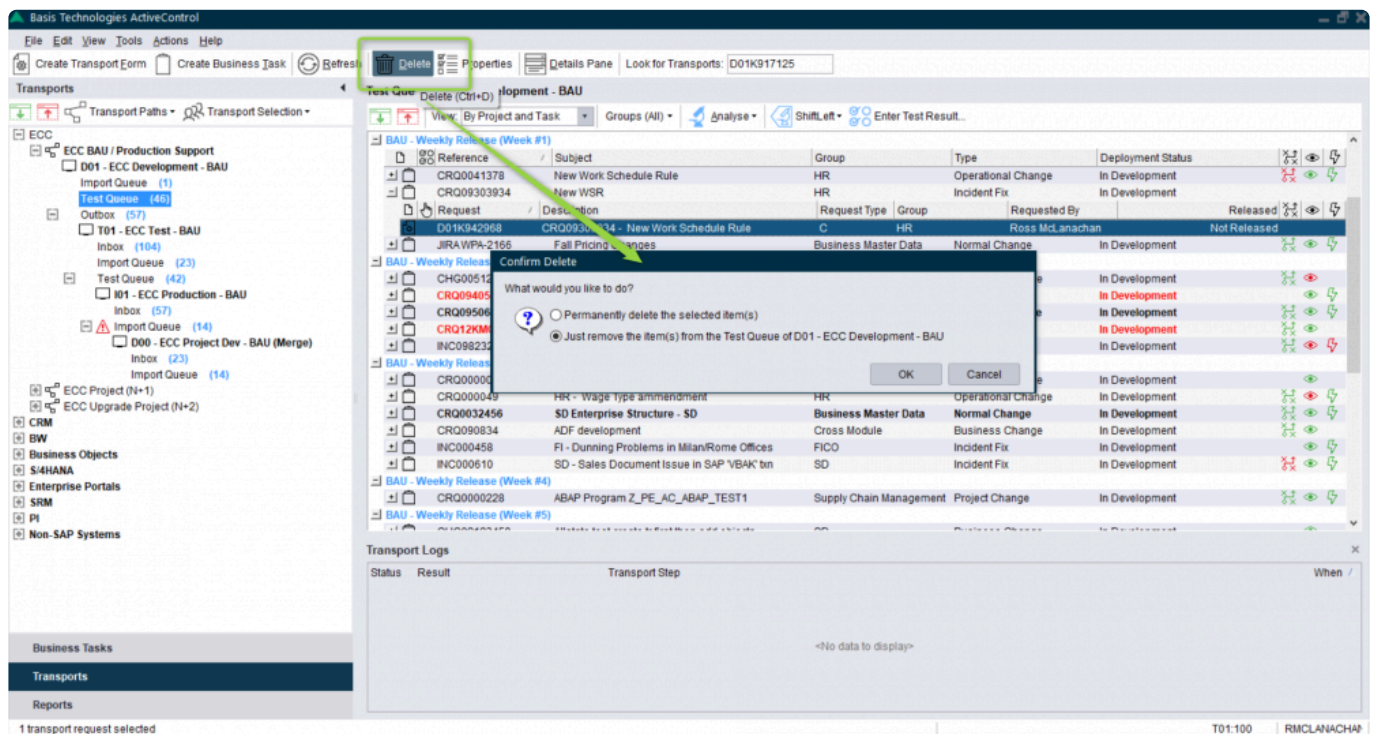 Basis Technologies ActiveControl
File Edit View Tools Actions Help
Create Transport Form Create Business Task Refresh Delete Properties Details Pane Look for Transports: D01K917125
Transports
Test Que lopment - BAU
Delete (Ctrl+D)
Transport Paths Transport Selection
View: By Project and Task Groups (All) Analyse ShiftLeft Enter Test Result...
ECC
ECC BAU / Production Support
D01 - ECC Development - BAU
Import Queue (1)
Test Queue (46)
Outbox (57)
T01 - ECC Test - BAU
Inbox (104)
Import Queue (23)
Test Queue (42)
I01 - ECC Production - BAU
Inbox (57)
Import Queue (14)
D00 - ECC Project Dev - BAU (Merge)
Inbox (23)
Import Queue (14)
ECC Project (N+1)
ECC Upgrade Project (N+2)
CRM
BW
Business Objects
S/4HANA
Enterprise Portals
SRM
PI
Non-SAP Systems
BAU - Weekly Release (Week #1)
Reference Subject Group Type Deployment Status
CRQ0041378 New Work Schedule Rule HR Operational Change In Development
CRQ09303934 New WSR HR Incident Fix In Development
Request Description Request Type Group Requested By Released
D01K942968 CRQ09303934 - New Work Schedule Rule C HR Ross McLanachan Not Released
JIRA WPA-2166 Fall Pricing Changes Business Master Data Normal Change In Development
BAU - Weekly Releas
CHG00512 e In Development
CRQ09405 In Development
CRQ09506 e In Development
CRQ12KM In Development
INC098232 In Development
BAU - Weekly Releas
CRQ00000 e In Development
CRQ000049 HR - Wage Type ammendment HR Operational Change In Development
CRQ0032456 SD Enterprise Structure - SD Business Master Data Normal Change In Development
CRQ090834 ADF development Cross Module Business Change In Development
INC000458 FI - Dunning Problems in Milan/Rome Offices FICO Incident Fix In Development
INC000610 SD - Sales Document Issue in SAP 'VBAK' txn SD Incident Fix In Development
BAU - Weekly Release (Week #4)
CRQ0000228 ABAP Program Z_PE_AC_ABAP_TEST1 Supply Chain Management Project Change In Development
BAU - Weekly Release (Week #5)
Confirm Delete
What would you like to do?
Permanently delete the selected item(s)
Just remove the item(s) from the Test Queue of D01 - ECC Development - BAU
OK Cancel
Transport Logs
Status Result Transport Step When
<No data to display>
Business Tasks
Transports
Reports
1 transport request selected
T01:100 RMCLANACHAN